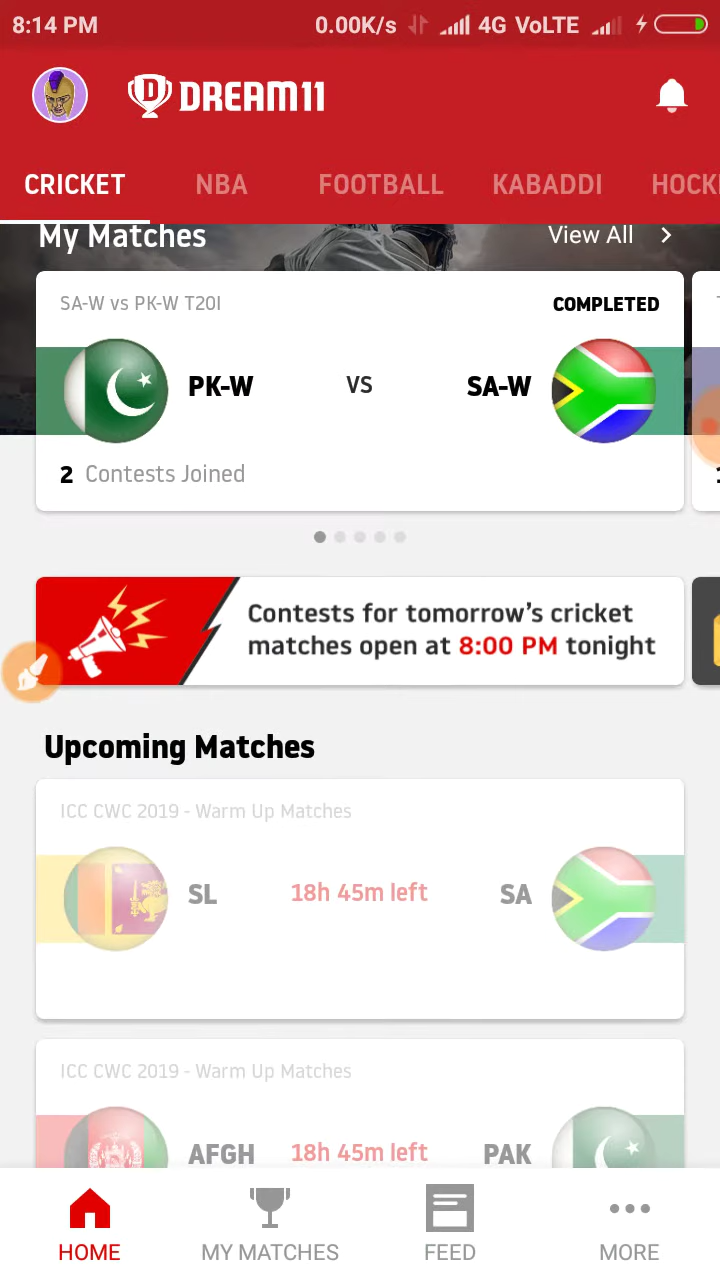 8:14 PM 0.00K/s 4G VoLTE
DREAM11
CRICKET NBA FOOTBALL KABADDI HOCK
My Matches View All
SA-W vs PK-W T20I COMPLETED
PK-W VS SA-W
2 Contests Joined
Contests for tomorrow's cricket
matches open at 8:00 PM tonight
Upcoming Matches
ICC CWC 2019 - Warm Up Matches
SL 18h 45m left SA
ICC CWC 2019 - Warm Up Matches
AFGH 18h 45m left PAK
HOME MY MATCHES FEED MORE